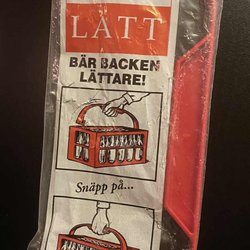 LÄTT
BÄR BACKEN
LÄTTARE!
Snäpp på...